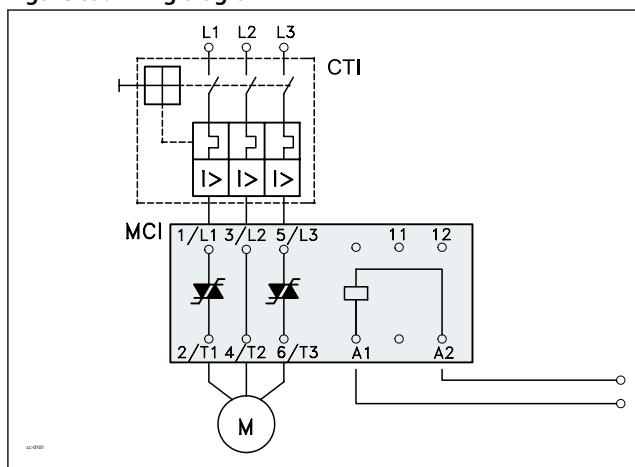 L1 L2 L3
CTI
I> I> I>
MCI
1/L1 3/L2 5/L3 11 12
2/T1 4/T2 6/T3 A1 A2
M
cc-0101